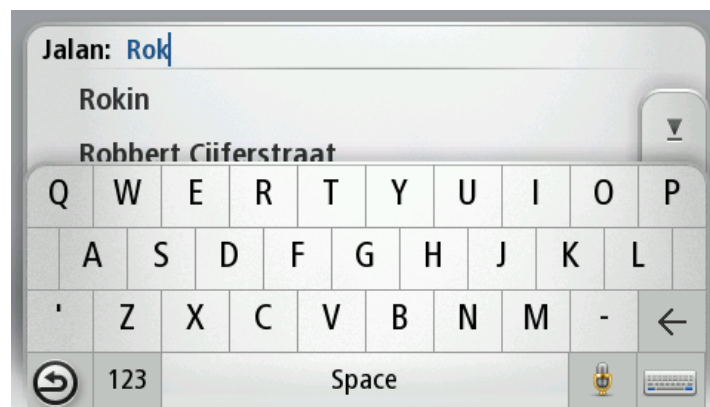 Jalan: Rok
Rokin
Robbert Cijferstraat
Q W E R T Y U I O P
A S D F G H J K L
' Z X C V B N M -
123 Space